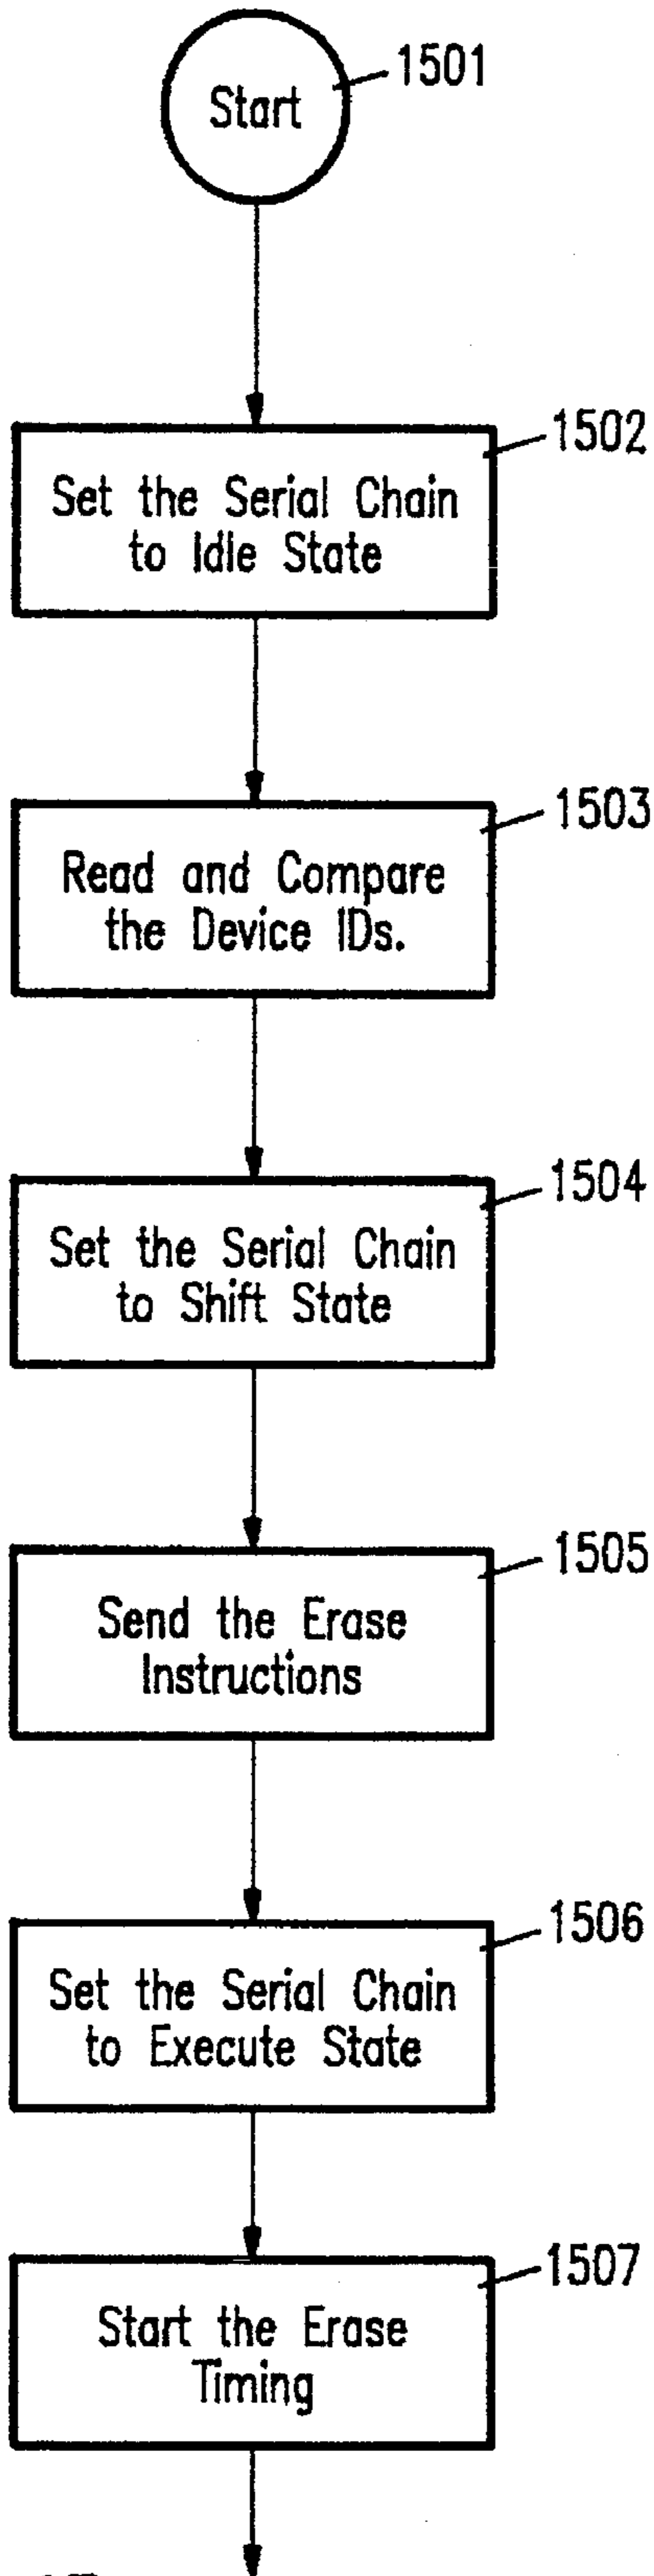 1501
Start
1502
Set the Serial Chain
to Idle State
1503
Read and Compare
the Device IDs.
1504
Set the Serial Chain
to Shift State
1505
Send the Erase
Instructions
1506
Set the Serial Chain
to Execute State
1507
Start the Erase
Timing